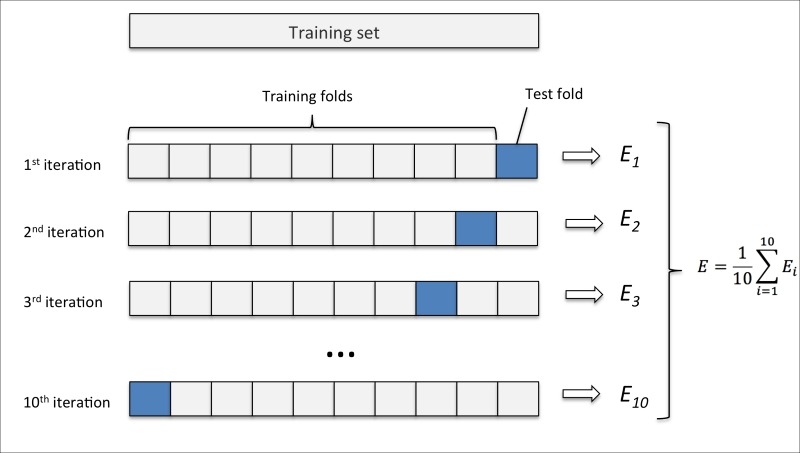 Training set
Training folds
Test fold
1st iteration
E1
2nd iteration
E2
3rd iteration
E3
E = 1/10 ∑ i=1 10 Ei
...
10th iteration
E10